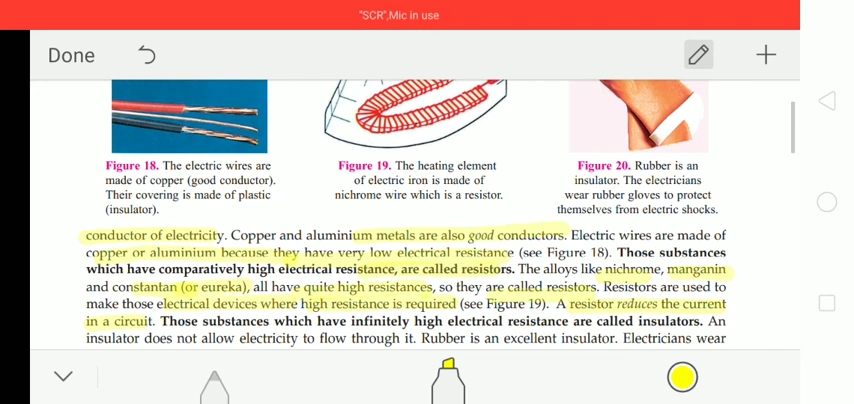 "SCR",Mic in use
Done
Figure 18. The electric wires are
made of copper (good conductor).
Their covering is made of plastic
(insulator).
Figure 19. The heating element
of electric iron is made of
nichrome wire which is a resistor.
Figure 20. Rubber is an
insulator. The electricians
wear rubber gloves to protect
themselves from electric shocks.
conductor of electricity. Copper and aluminium metals are also good conductors. Electric wires are made of
copper or aluminium because they have very low electrical resistance (see Figure 18). Those substances
which have comparatively high electrical resistance, are called resistors. The alloys like nichrome, manganin
and constantan (or eureka), all have quite high resistances, so they are called resistors. Resistors are used to
make those electrical devices where high resistance is required (see Figure 19). A resistor reduces the current
in a circuit. Those substances which have infinitely high electrical resistance are called insulators. An
insulator does not allow electricity to flow through it. Rubber is an excellent insulator. Electricians wear